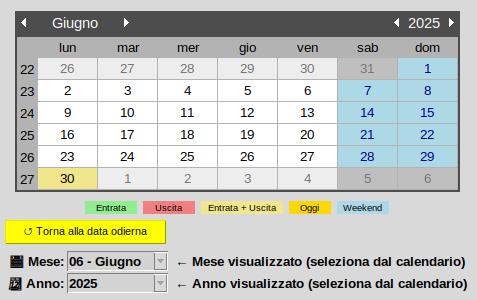 Giugno 2025
lun mar mer gio ven sab dom
22 26 27 28 29 30 31 1
23 2 3 4 5 6 7 8
24 9 10 11 12 13 14 15
25 16 17 18 19 20 21 22
26 23 24 25 26 27 28 29
27 30 1 2 3 4 5 6
Entrata Uscita Entrata + Uscita Oggi Weekend
↺ Torna alla data odierna
Mese: 06 - Giugno ← Mese visualizzato (seleziona dal calendario)
Anno: 2025 ← Anno visualizzato (seleziona dal calendario)